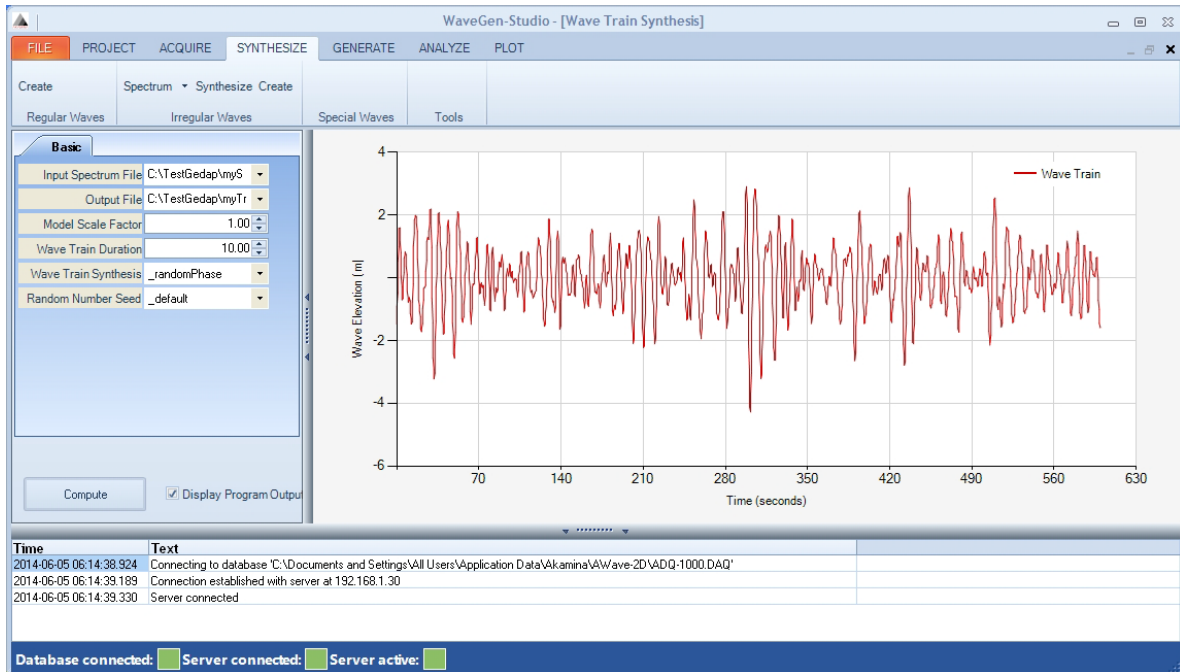 WaveGen-Studio - [Wave Train Synthesis]
FILE PROJECT ACQUIRE SYNTHESIZE GENERATE ANALYZE PLOT
Create Spectrum Synthesize Create
Regular Waves Irregular Waves Special Waves Tools
Basic
Input Spectrum File C:\TestGedap\myS
Output File C:\TestGedap\myTr
Model Scale Factor 1.00
Wave Train Duration 10.00
Wave Train Synthesis _randomPhase
Random Number Seed _default
Compute Display Program Output
Wave Train
4
2
-2
-4
-6
Wave Elevation [m]
70 140 210 280 350 420 490 560 630
Time (seconds)
Time Text
2014-06-05 06:14:38.924 Connecting to database 'C:\Documents and Settings\All Users\Application Data\Akamina\AWave-2D\ADQ-1000.DAQ'
2014-06-05 06:14:39.189 Connection established with server at 192.168.1.30
2014-06-05 06:14:39.330 Server connected
Database connected: Server connected: Server active: